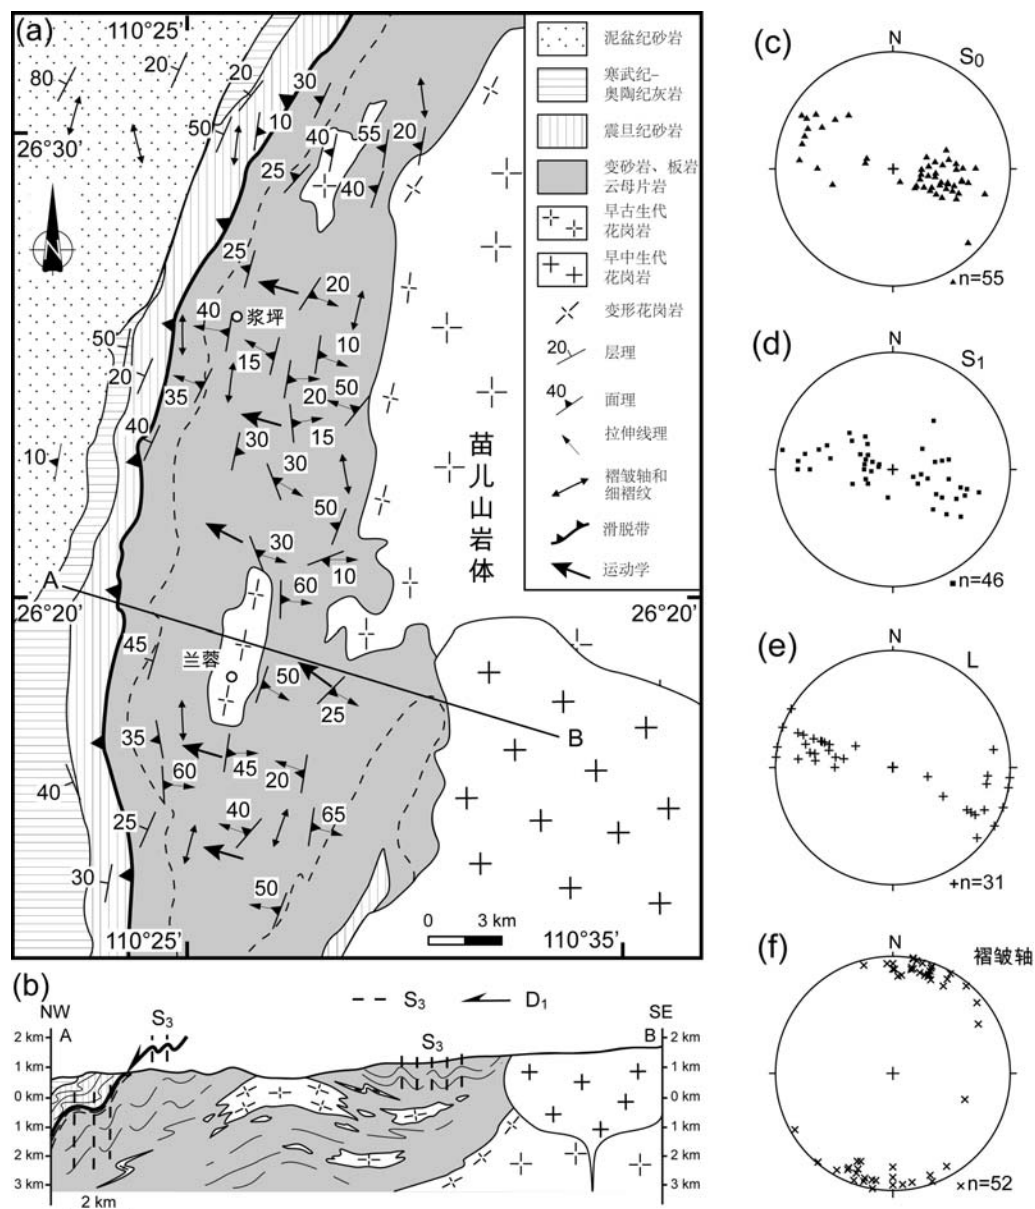 (a)
110°25'
泥盆纪砂岩
寒武纪-
奥陶纪灰岩
震旦纪砂岩
变砂岩、板岩
云母片岩
早古生代
花岗岩
早中生代
花岗岩
变形花岗岩
20
层理
40
面理
拉伸线理
褶皱轴和
细褶纹
滑脱带
运动学
80
20
20
30
50
10
40
55
20
26°30'
25
40
N
25
20
40
浆坪
50
15
10
20
35
20
50
40
30
15
10
30
50
苗儿山岩体
A
30
10
60
26°20'
26°20'
45
兰蓉
50
25
B
35
60
45
20
40
25
40
65
30
50
0
3 km
110°25'
110°35'
(b)
S3
D1
NW
SE
A
S3
S3
B
2 km
1 km
0 km
1 km
2 km
3 km
2 km
1 km
0 km
1 km
2 km
3 km
2 km
(c)
N
S0
n=55
(d)
N
S1
n=46
(e)
N
L
n=31
(f)
N
褶皱轴
n=52